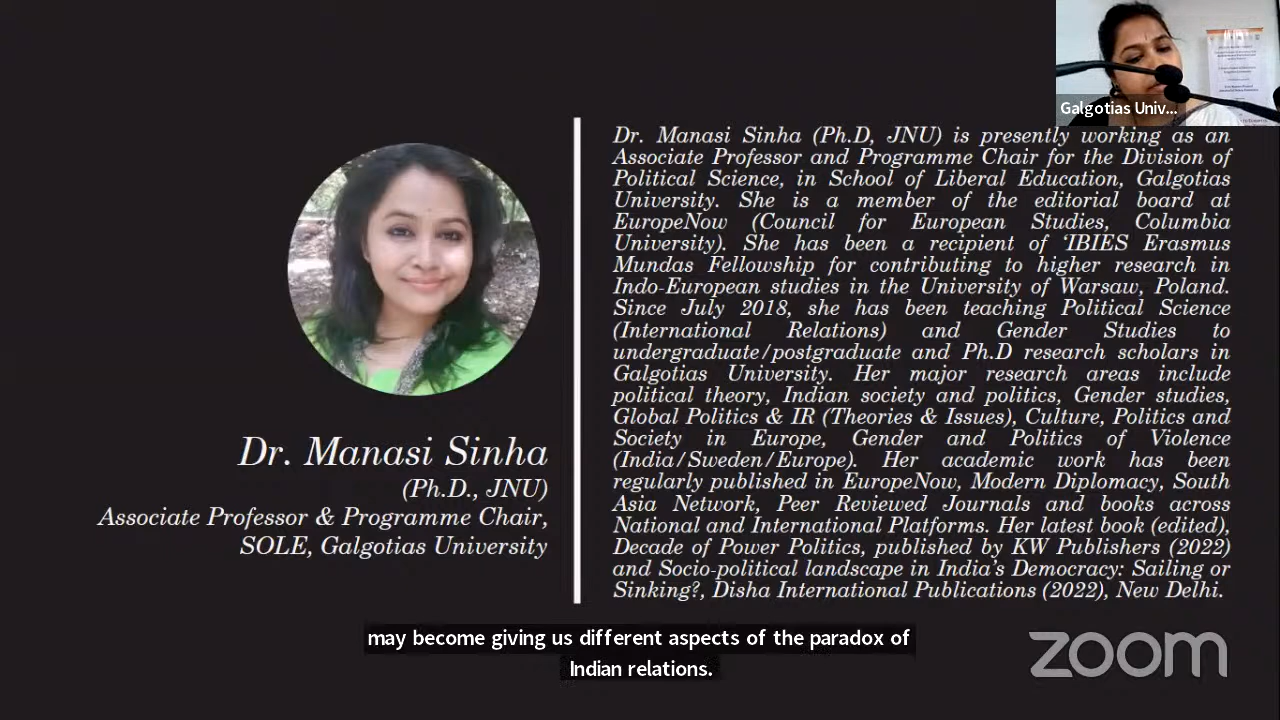 Galgotias Univ...
Dr. Manasi Sinha (Ph.D, JNU) is presently working as an
Associate Professor and Programme Chair for the Division of
Political Science, in School of Liberal Education, Galgotias
University. She is a member of the editorial board at
EuropeNow (Council for European Studies, Columbia
University). She has been a recipient of ‘IBIES Erasmus
Mundas Fellowship for contributing to higher research in
Indo-European studies in the University of Warsaw, Poland.
Since July 2018, she has been teaching Political Science
(International Relations) and Gender Studies to
undergraduate/postgraduate and Ph.D research scholars in
Galgotias University. Her major research areas include
political theory, Indian society and politics, Gender studies,
Global Politics & IR (Theories & Issues), Culture, Politics and
Society in Europe, Gender and Politics of Violence
(India/Sweden/Europe). Her academic work has been
regularly published in EuropeNow, Modern Diplomacy, South
Asia Network, Peer Reviewed Journals and books across
National and International Platforms. Her latest book (edited),
Decade of Power Politics, published by KW Publishers (2022)
and Socio-political landscape in India’s Democracy: Sailing or
Sinking?, Disha International Publications (2022), New Delhi.
Dr. Manasi Sinha
(Ph.D., JNU)
Associate Professor & Programme Chair,
SOLE, Galgotias University
may become giving us different aspects of the paradox of
Indian relations.
zoom